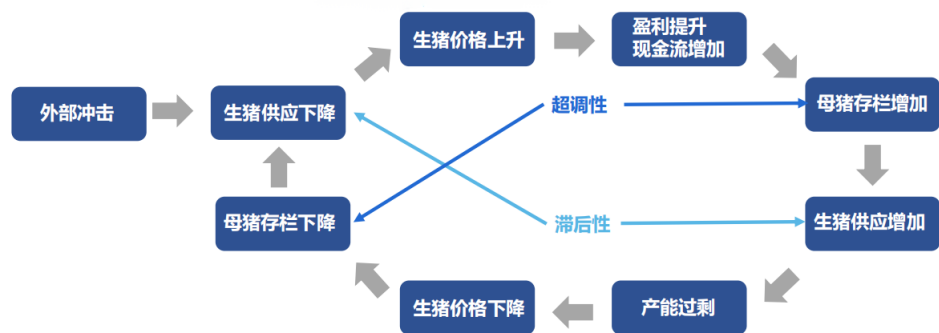 生猪价格上升
盈利提升
现金流增加
外部冲击
生猪供应下降
超调性
母猪存栏增加
母猪存栏下降
滞后性
生猪供应增加
生猪价格下降
产能过剩